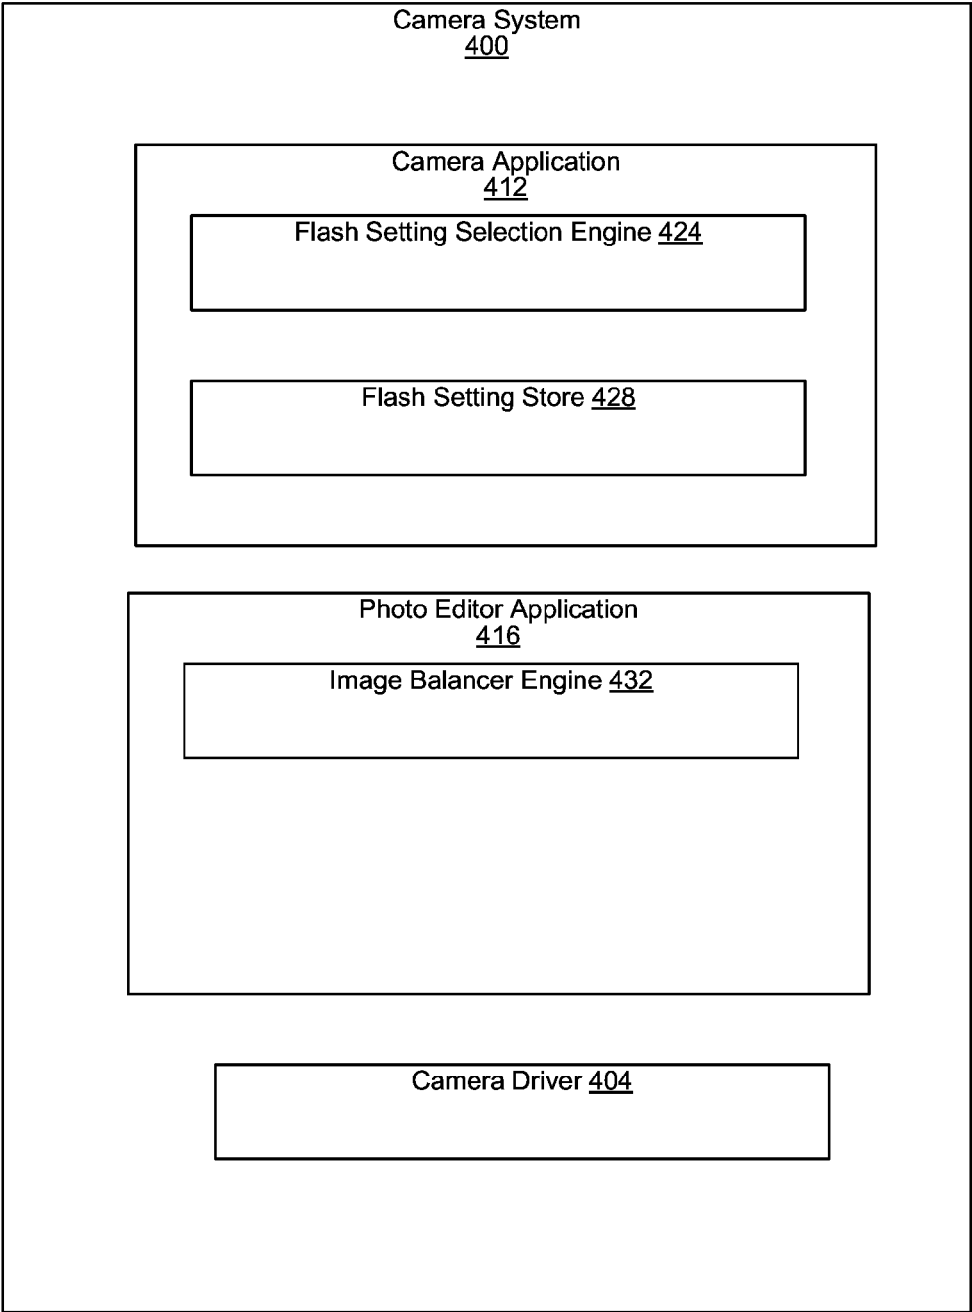 Camera System
400
Camera Application
412
Flash Setting Selection Engine 424
Flash Setting Store 428
Photo Editor Application
416
Image Balancer Engine 432
Camera Driver 404